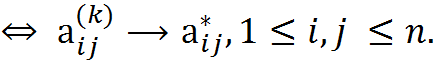 ⇔ a_{ij}^{(k)} ⟶ a_{ij}^{*}, 1 ≤ i, j ≤ n.